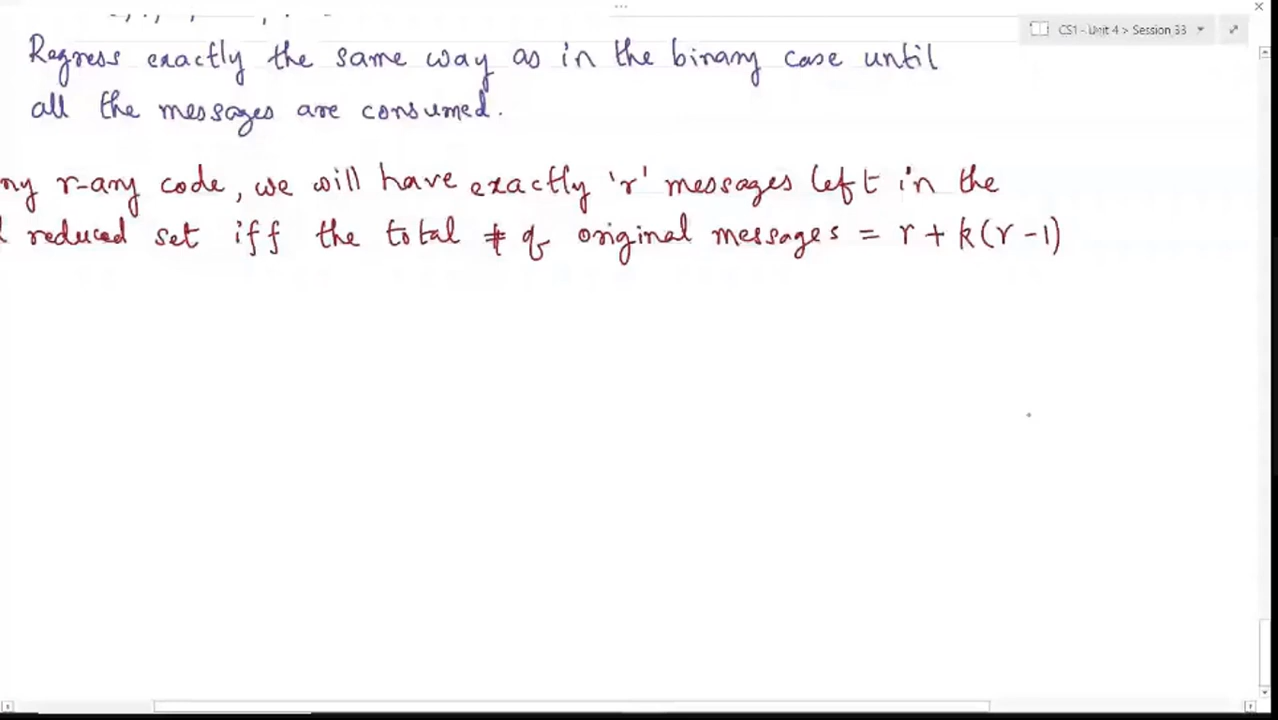 CS1 - Unit 4 > Session 33
Regress exactly the same way as in the binary case until
all the messages are consumed.
ny r-any code, we will have exactly 'r' messages left in the
reduced set iff the total # of original messages = r + k(r-1)